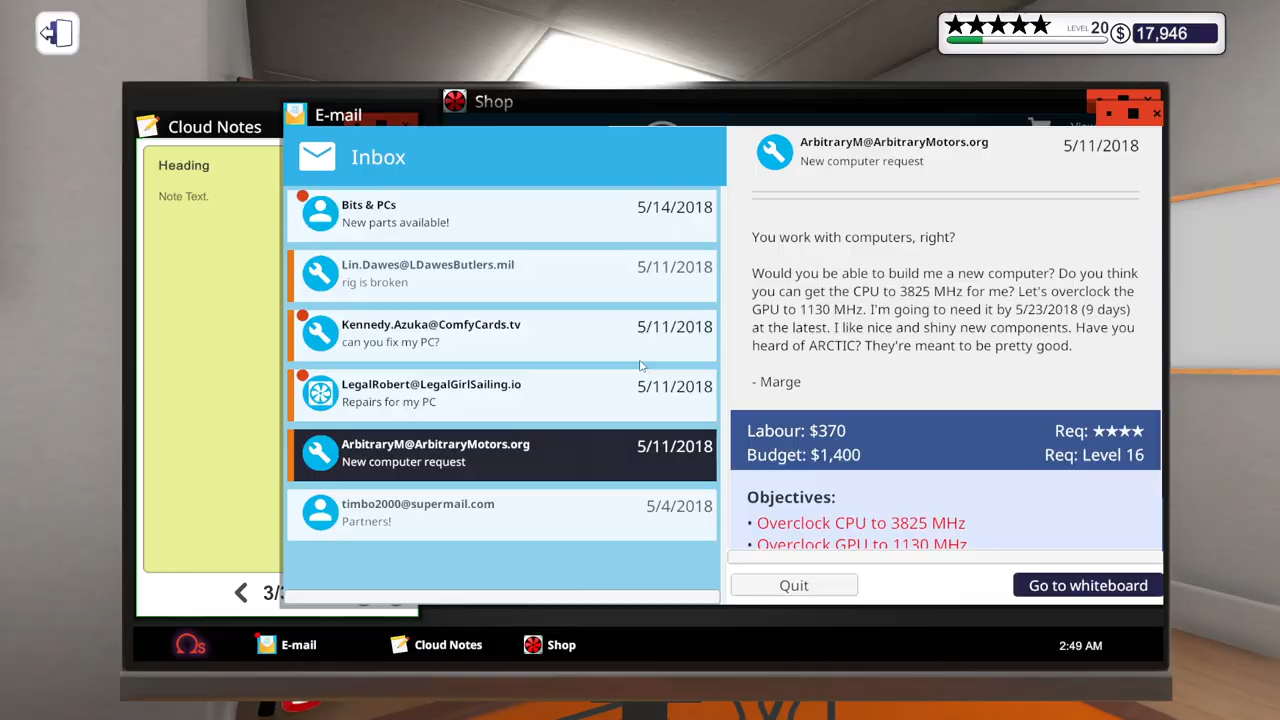 ★★★★★ LEVEL 20 $ 17,946
Shop
E-mail
Cloud Notes
Heading
Note Text.
3/
Inbox
Bits & PCs 5/14/2018
New parts available!
Lin.Dawes@LDawesButlers.mil 5/11/2018
rig is broken
Kennedy.Azuka@ComfyCards.tv 5/11/2018
can you fix my PC?
LegalRobert@LegalGirlSailing.io 5/11/2018
Repairs for my PC
ArbitraryM@ArbitraryMotors.org 5/11/2018
New computer request
timbo2000@supermail.com 5/4/2018
Partners!
ArbitraryM@ArbitraryMotors.org 5/11/2018
New computer request
You work with computers, right?
Would you be able to build me a new computer? Do you think
you can get the CPU to 3825 MHz for me? Let's overclock the
GPU to 1130 MHz. I'm going to need it by 5/23/2018 (9 days)
at the latest. I like nice and shiny new components. Have you
heard of ARCTIC? They're meant to be pretty good.
- Marge
Labour: $370 Req: ★★★★
Budget: $1,400 Req: Level 16
Objectives:
• Overclock CPU to 3825 MHz
• Overclock GPU to 1130 MHz
Quit Go to whiteboard
Ωs E-mail Cloud Notes Shop 2:49 AM